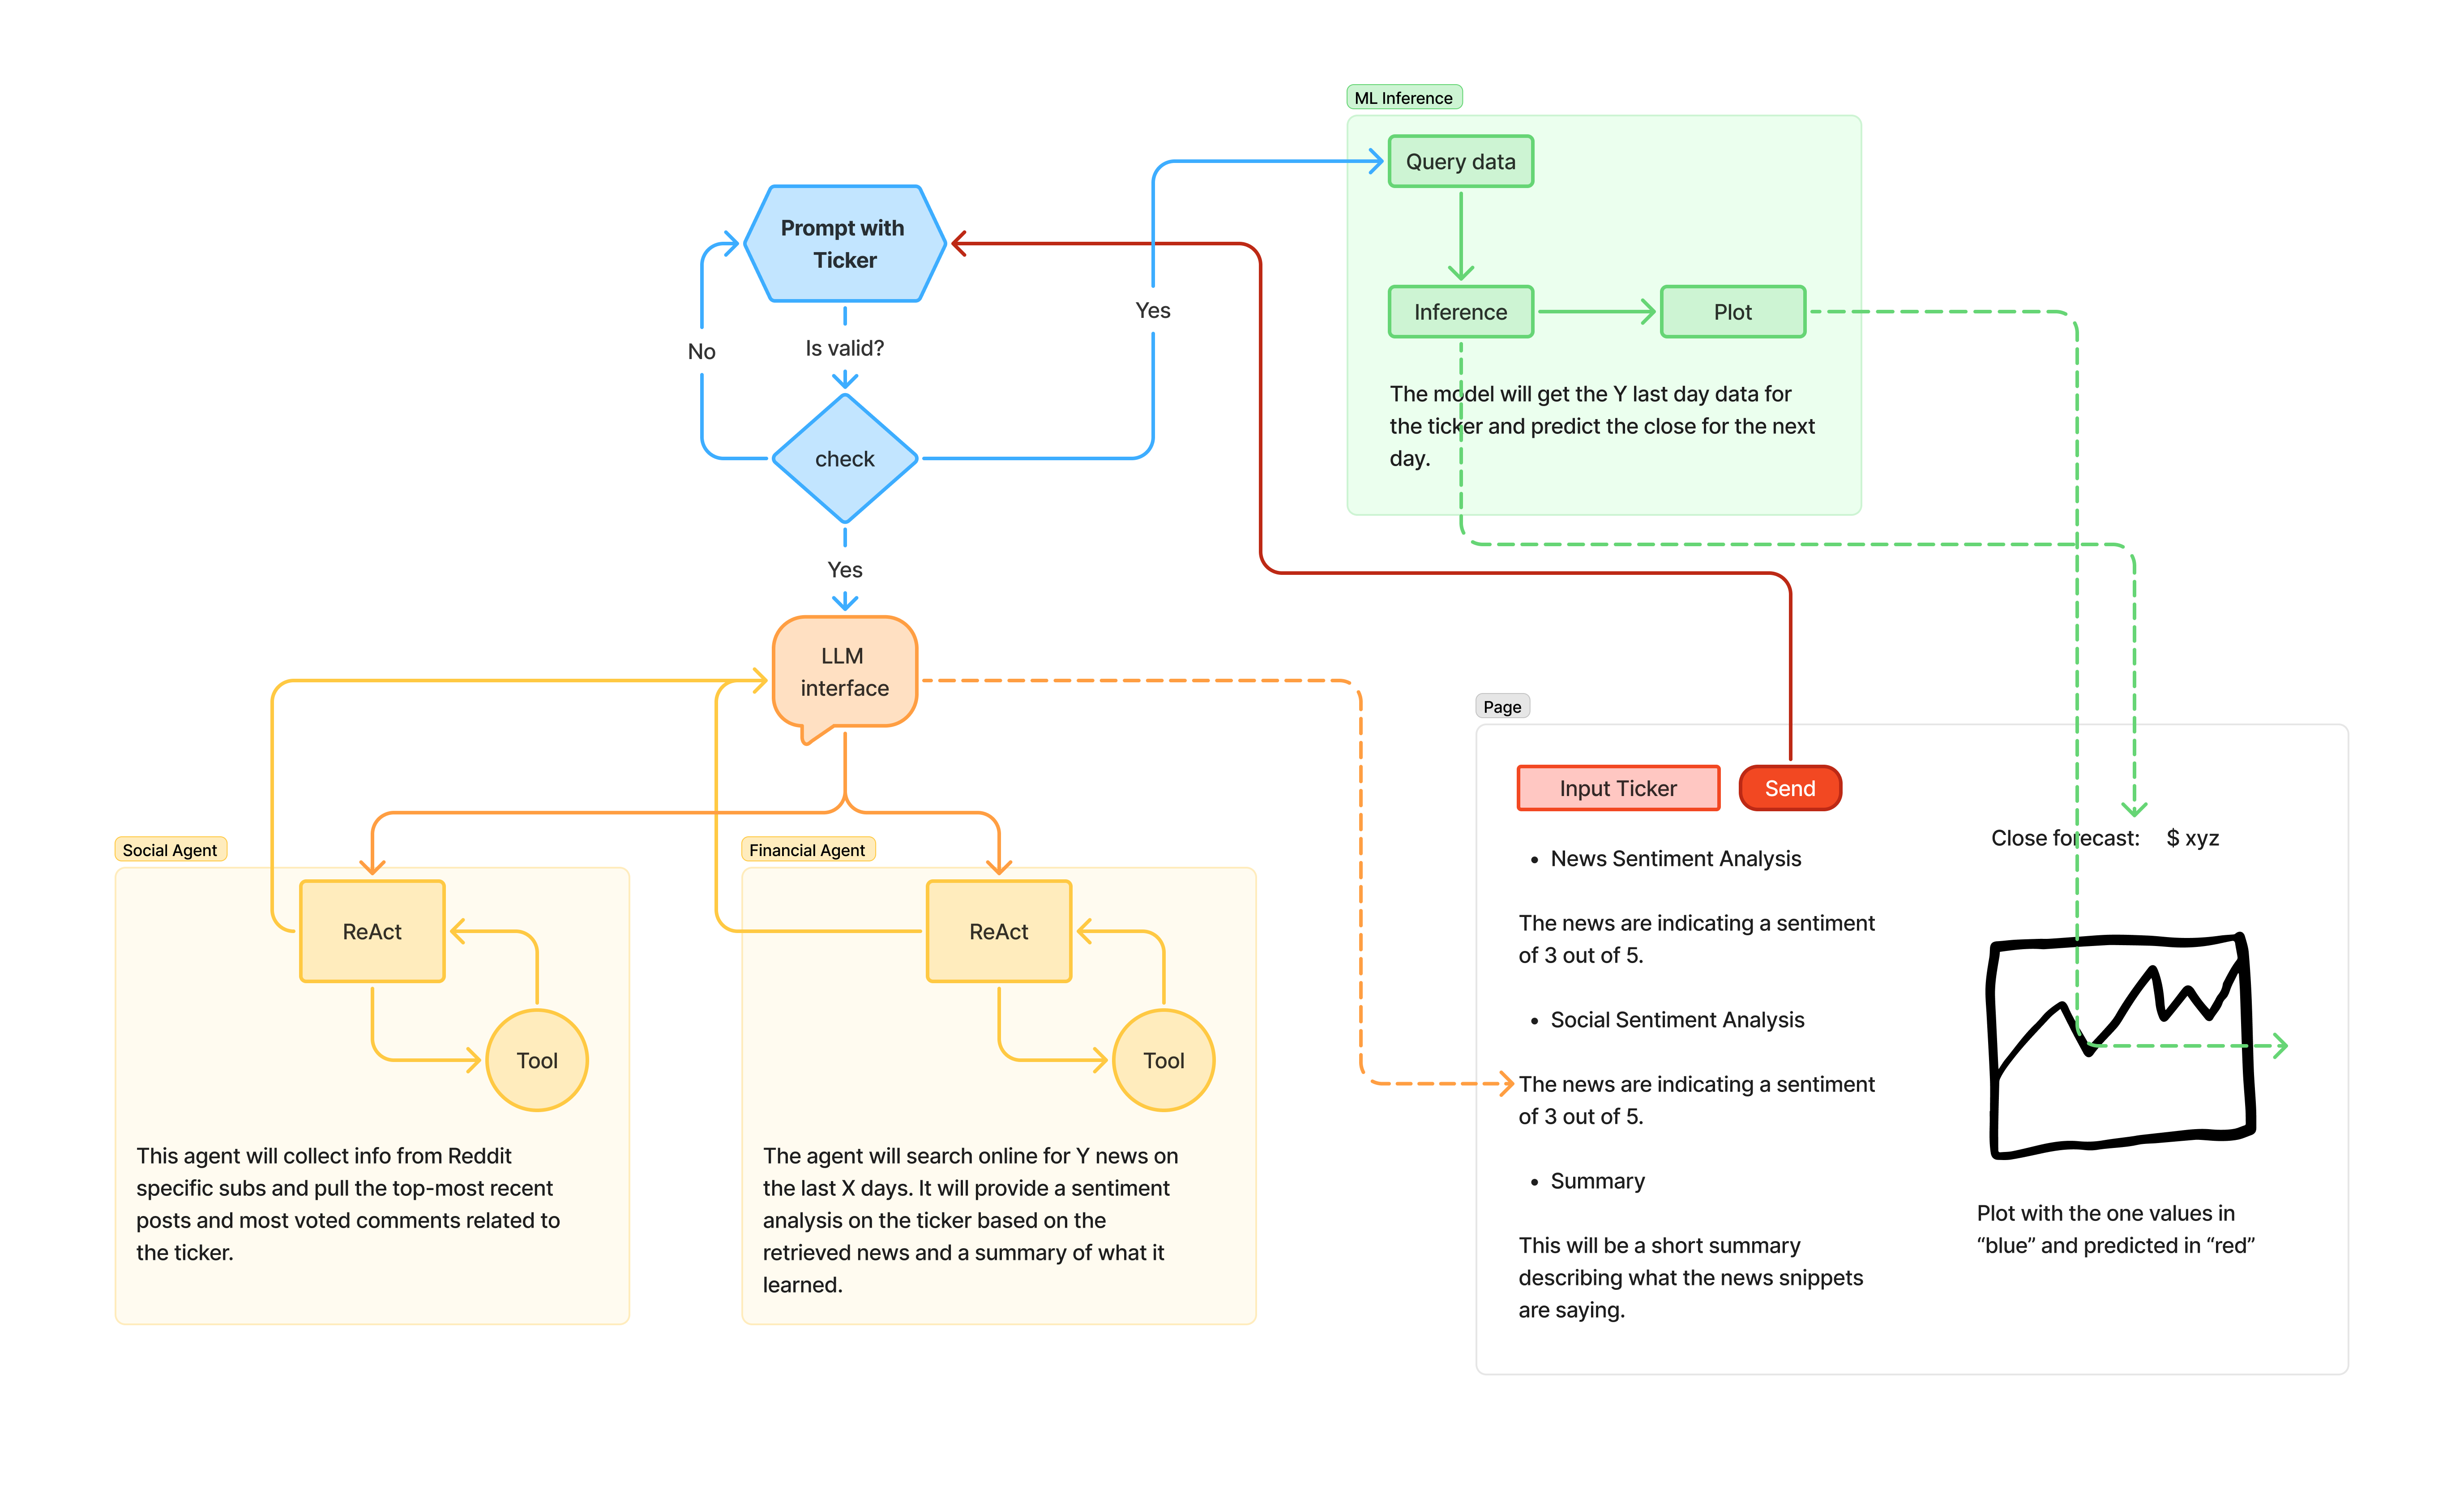 ML Inference
Query data
Prompt with
Ticker
Yes
No
Is valid?
Inference
Plot
check
The model will get the Y last day data for
the ticker and predict the close for the next
day.
Yes
LLM
interface
Social Agent
ReAct
Tool
This agent will collect info from Reddit
specific subs and pull the top-most recent
posts and most voted comments related to
the ticker.
Financial Agent
ReAct
Tool
The agent will search online for Y news on
the last X days. It will provide a sentiment
analysis on the ticker based on the
retrieved news and a summary of what it
learned.
Page
Input Ticker
Send
• News Sentiment Analysis
The news are indicating a sentiment
of 3 out of 5.
• Social Sentiment Analysis
The news are indicating a sentiment
of 3 out of 5.
• Summary
This will be a short summary
describing what the news snippets
are saying.
Close forecast: $ xyz
Plot with the one values in
“blue” and predicted in “red”